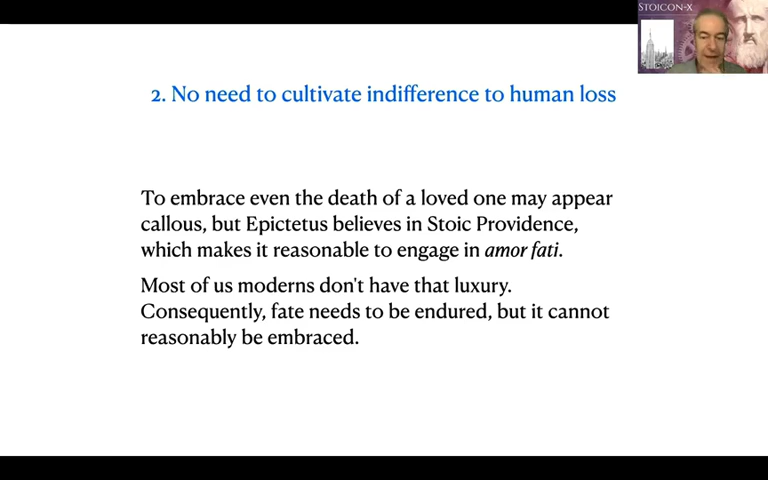 STOICON-X
2. No need to cultivate indifference to human loss
To embrace even the death of a loved one may appear
callous, but Epictetus believes in Stoic Providence,
which makes it reasonable to engage in amor fati.
Most of us moderns don't have that luxury.
Consequently, fate needs to be endured, but it cannot
reasonably be embraced.